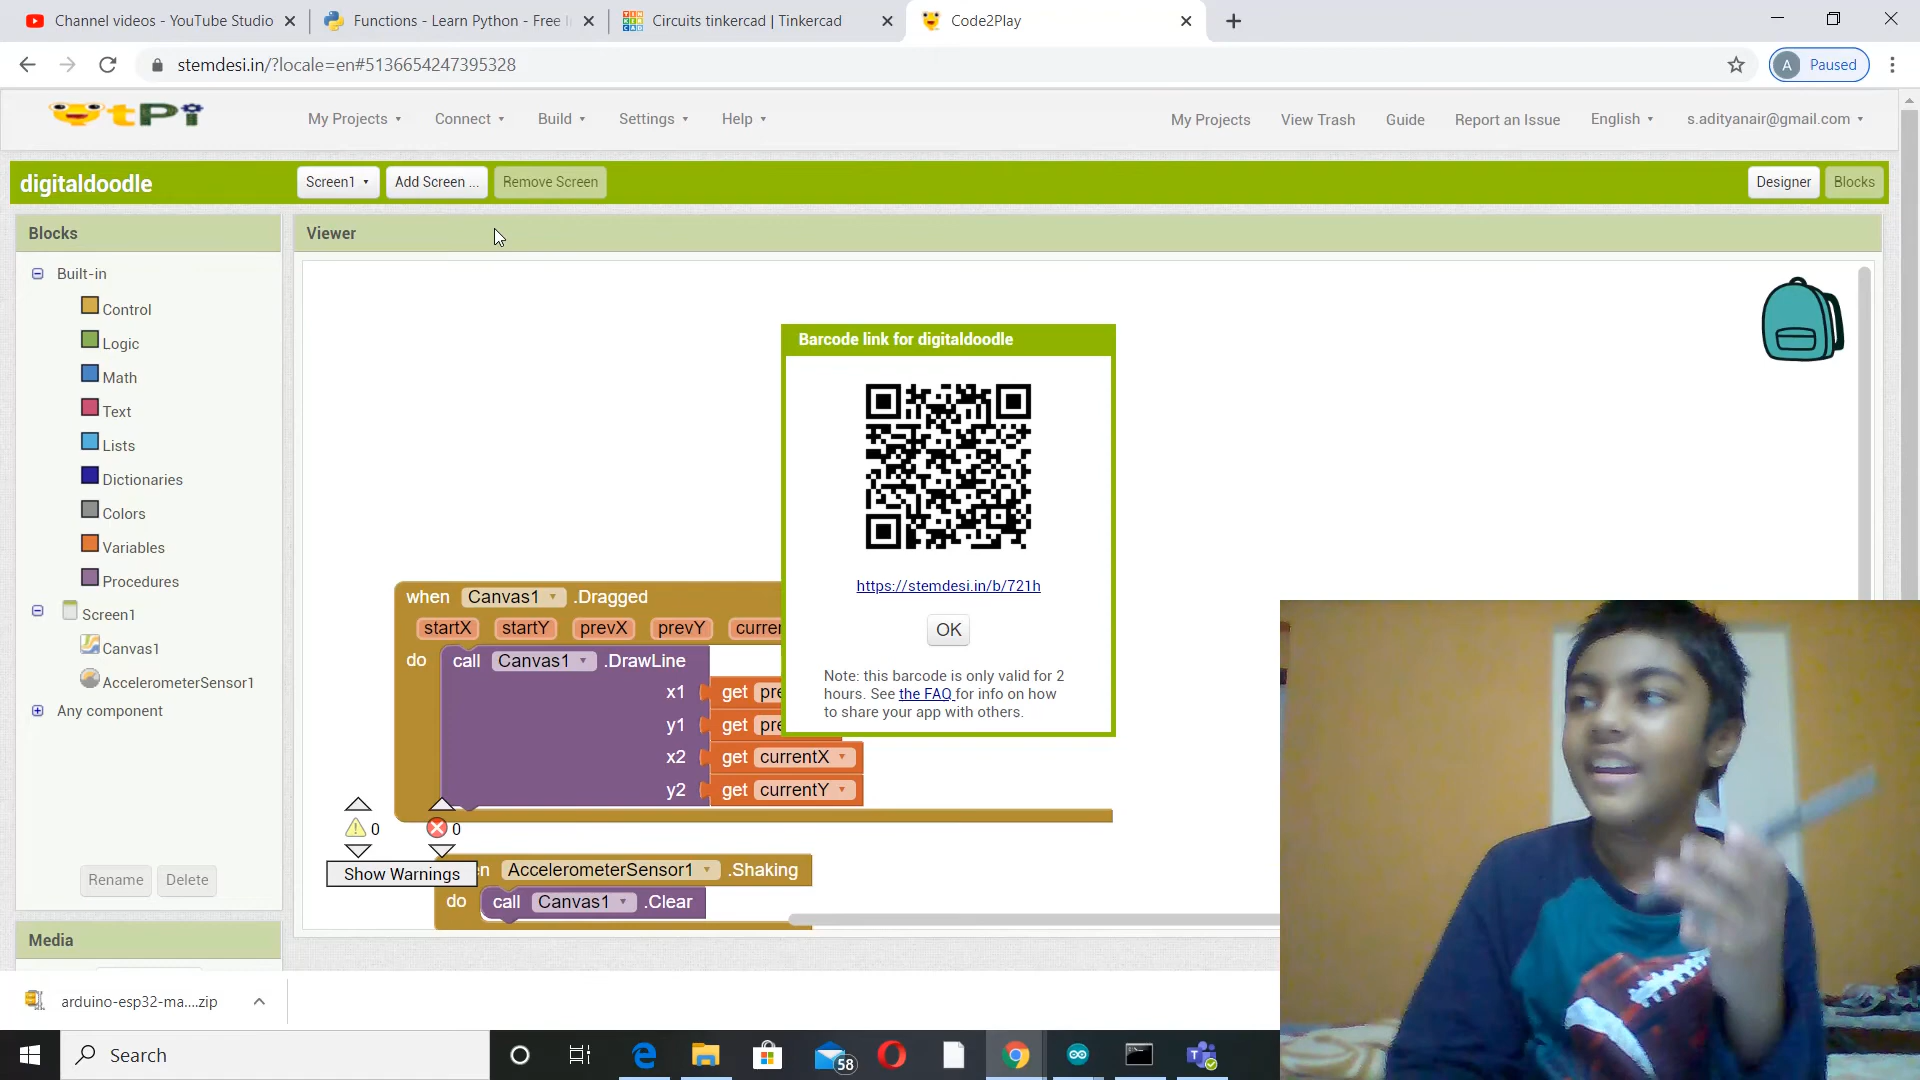 Channel videos - YouTube Studio
Functions - Learn Python - Free
Circuits tinkercad | Tinkercad
Code2Play
stemdesi.in/?locale=en#5136654247395328
A Paused
tPi
My Projects
Connect
Build
Settings
Help
My Projects
View Trash
Guide
Report an Issue
English
s.adityanair@gmail.com
digitaldoodle
Screen1
Add Screen ...
Remove Screen
Designer
Blocks
Blocks
Viewer
Built-in
Control
Logic
Math
Text
Lists
Dictionaries
Colors
Variables
Procedures
Screen1
Canvas1
AccelerometerSensor1
Any component
Rename
Delete
Media
Barcode link for digitaldoodle
https://stemdesi.in/b/721h
OK
Note: this barcode is only valid for 2
hours. See the FAQ for info on how
to share your app with others.
when Canvas1 .Dragged
startX startY prevX prevY
do call Canvas1 .DrawLine
x1 get
y1 get
x2 get currentX
y2 get currentY
0 0
Show Warnings
AccelerometerSensor1 .Shaking
do call Canvas1 .Clear
arduino-esp32-ma....zip
Search
58